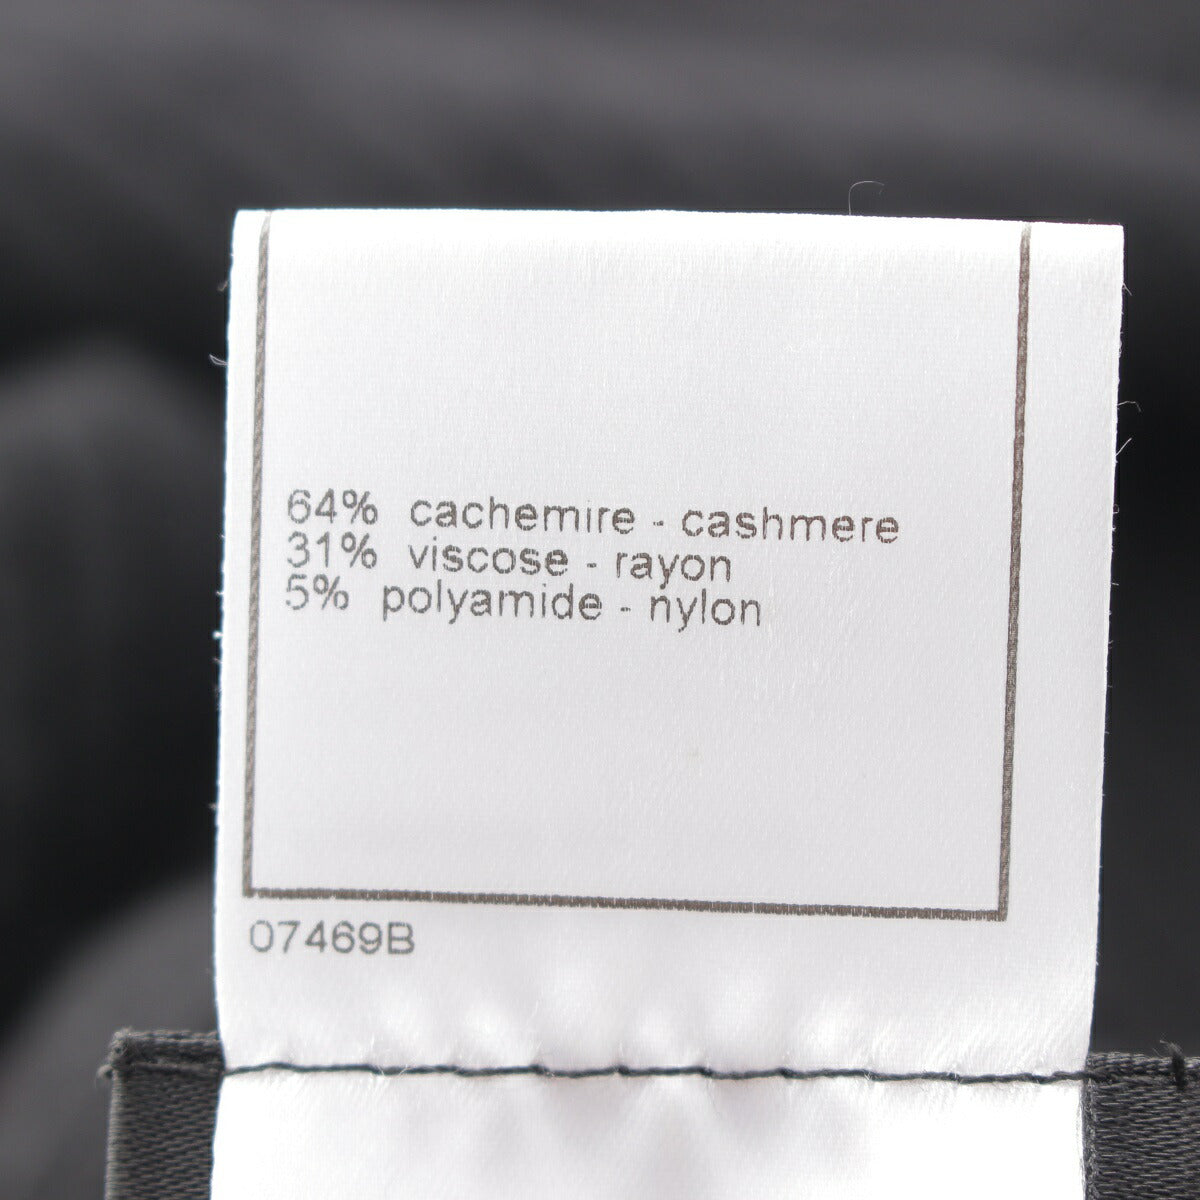 64% cachemire - cashmere
31% viscose - rayon
5% polyamide - nylon
07469B